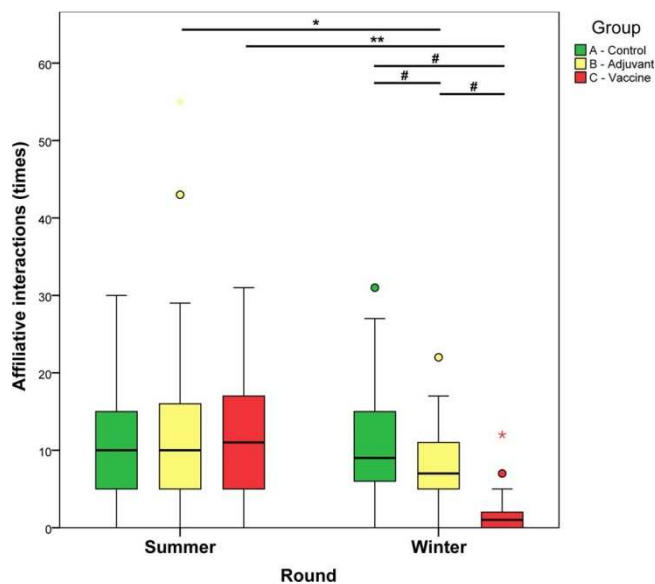 *
**
#
#
#
Group
A - Control
B - Adjuvant
C - Vaccine
Affiliative interactions (times)
60
50
40
30
20
10
0
Summer
Winter
Round